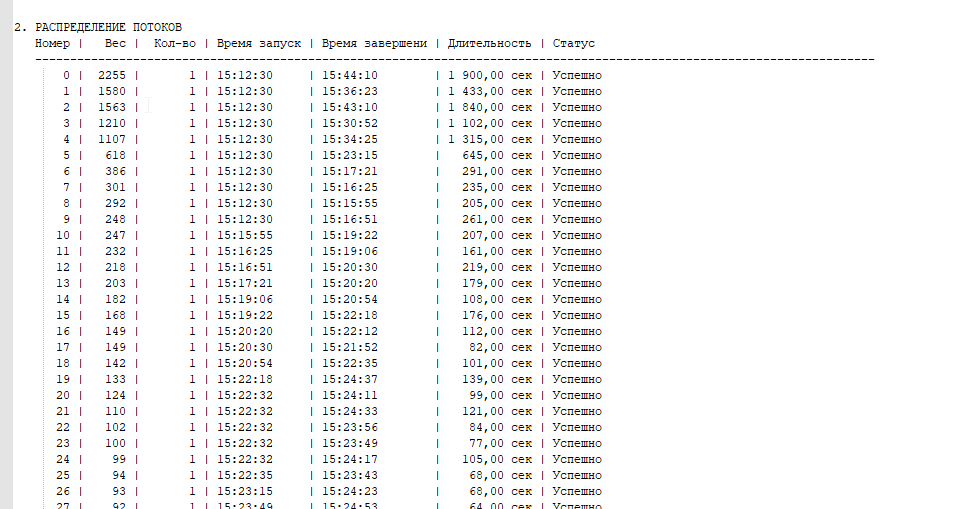 2. РАСПРЕДЕЛЕНИЕ ПОТОКОВ
Номер | Вес | Кол-во | Время запуск | Время завершени | Длительность | Статус
------------------------------------------------------------------------------------------------------------------------
0 | 2255 | 1 | 15:12:30 | 15:44:10 | 1 900,00 сек | Успешно
1 | 1580 | 1 | 15:12:30 | 15:36:23 | 1 433,00 сек | Успешно
2 | 1563 | 1 | 15:12:30 | 15:43:10 | 1 840,00 сек | Успешно
3 | 1210 | 1 | 15:12:30 | 15:30:52 | 1 102,00 сек | Успешно
4 | 1107 | 1 | 15:12:30 | 15:34:25 | 1 315,00 сек | Успешно
5 | 618 | 1 | 15:12:30 | 15:23:15 | 645,00 сек | Успешно
6 | 386 | 1 | 15:12:30 | 15:17:21 | 291,00 сек | Успешно
7 | 301 | 1 | 15:12:30 | 15:16:25 | 235,00 сек | Успешно
8 | 292 | 1 | 15:12:30 | 15:15:55 | 205,00 сек | Успешно
9 | 248 | 1 | 15:12:30 | 15:16:51 | 261,00 сек | Успешно
10 | 247 | 1 | 15:15:55 | 15:19:22 | 207,00 сек | Успешно
11 | 232 | 1 | 15:16:25 | 15:19:06 | 161,00 сек | Успешно
12 | 218 | 1 | 15:16:51 | 15:20:30 | 219,00 сек | Успешно
13 | 203 | 1 | 15:17:21 | 15:20:20 | 179,00 сек | Успешно
14 | 182 | 1 | 15:19:06 | 15:20:54 | 108,00 сек | Успешно
15 | 168 | 1 | 15:19:22 | 15:22:18 | 176,00 сек | Успешно
16 | 149 | 1 | 15:20:20 | 15:22:12 | 112,00 сек | Успешно
17 | 149 | 1 | 15:20:30 | 15:21:52 | 82,00 сек | Успешно
18 | 142 | 1 | 15:20:54 | 15:22:35 | 101,00 сек | Успешно
19 | 133 | 1 | 15:22:18 | 15:24:37 | 139,00 сек | Успешно
20 | 124 | 1 | 15:22:32 | 15:24:11 | 99,00 сек | Успешно
21 | 110 | 1 | 15:22:32 | 15:24:33 | 121,00 сек | Успешно
22 | 102 | 1 | 15:22:32 | 15:23:56 | 84,00 сек | Успешно
23 | 100 | 1 | 15:22:32 | 15:23:49 | 77,00 сек | Успешно
24 | 99 | 1 | 15:22:32 | 15:24:17 | 105,00 сек | Успешно
25 | 94 | 1 | 15:22:35 | 15:23:43 | 68,00 сек | Успешно
26 | 93 | 1 | 15:23:15 | 15:24:23 | 68,00 сек | Успешно
27 | 92 | 1 | 15:23:49 | 15:24:53 | 64,00 сек | Успешно